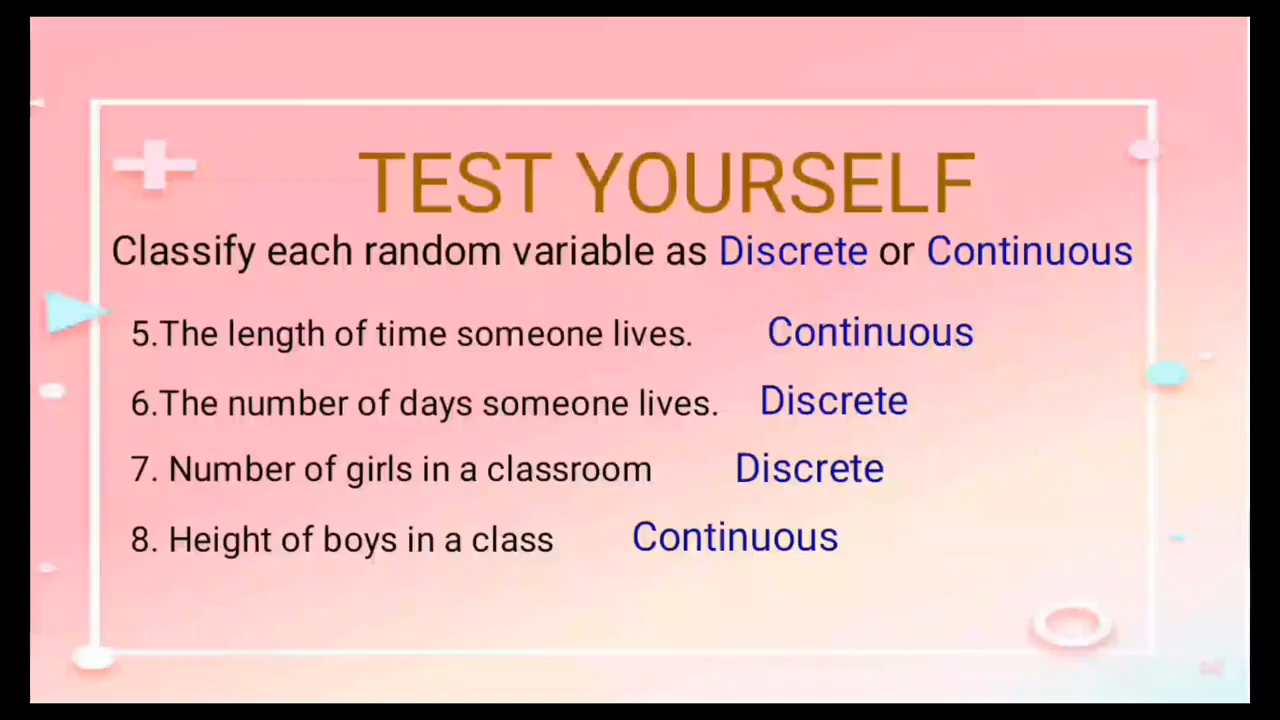 TEST YOURSELF
Classify each random variable as Discrete or Continuous
5.The length of time someone lives. Continuous
6.The number of days someone lives. Discrete
7. Number of girls in a classroom Discrete
8. Height of boys in a class Continuous